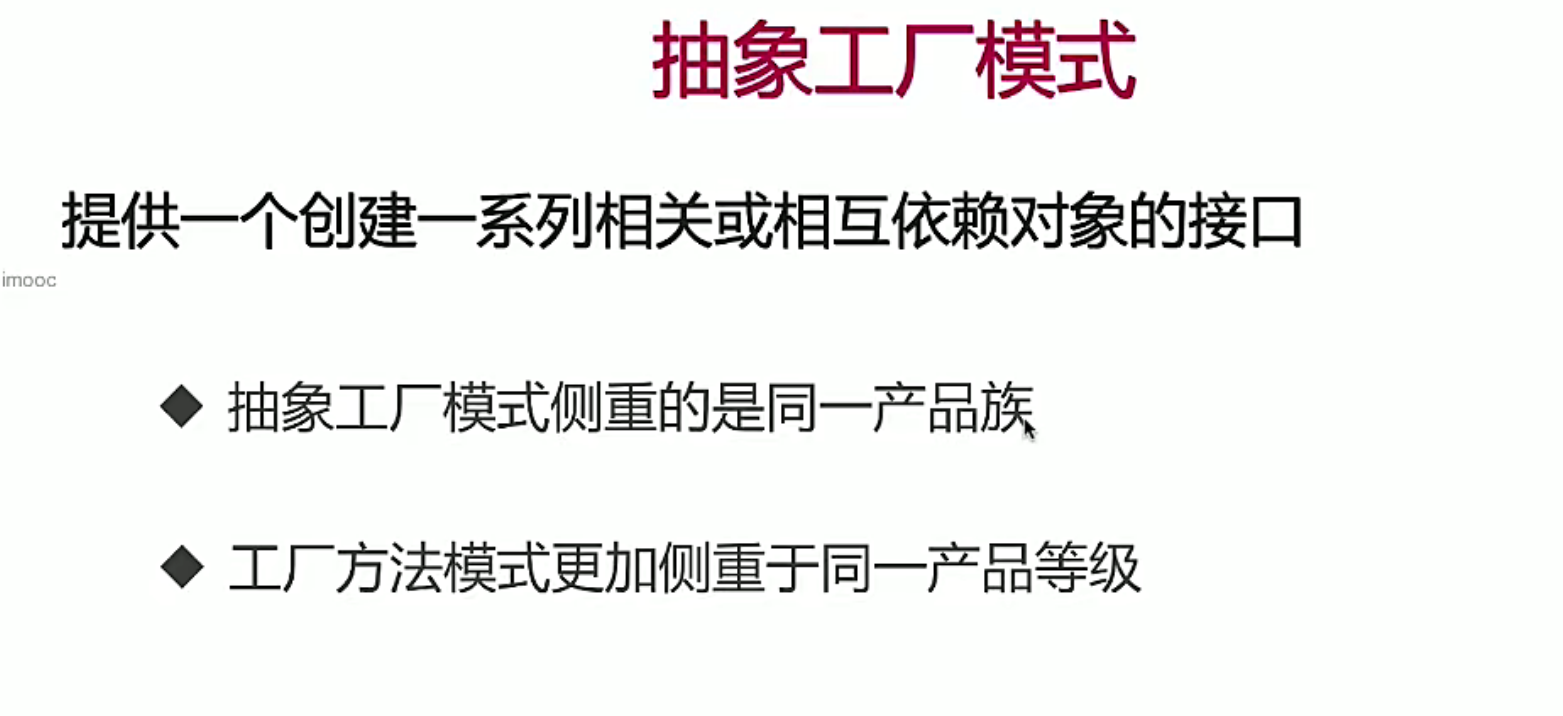 抽象工厂模式
提供一个创建一系列相关或相互依赖对象的接口
imooc
抽象工厂模式侧重的是同一产品族
工厂方法模式更加侧重于同一产品等级